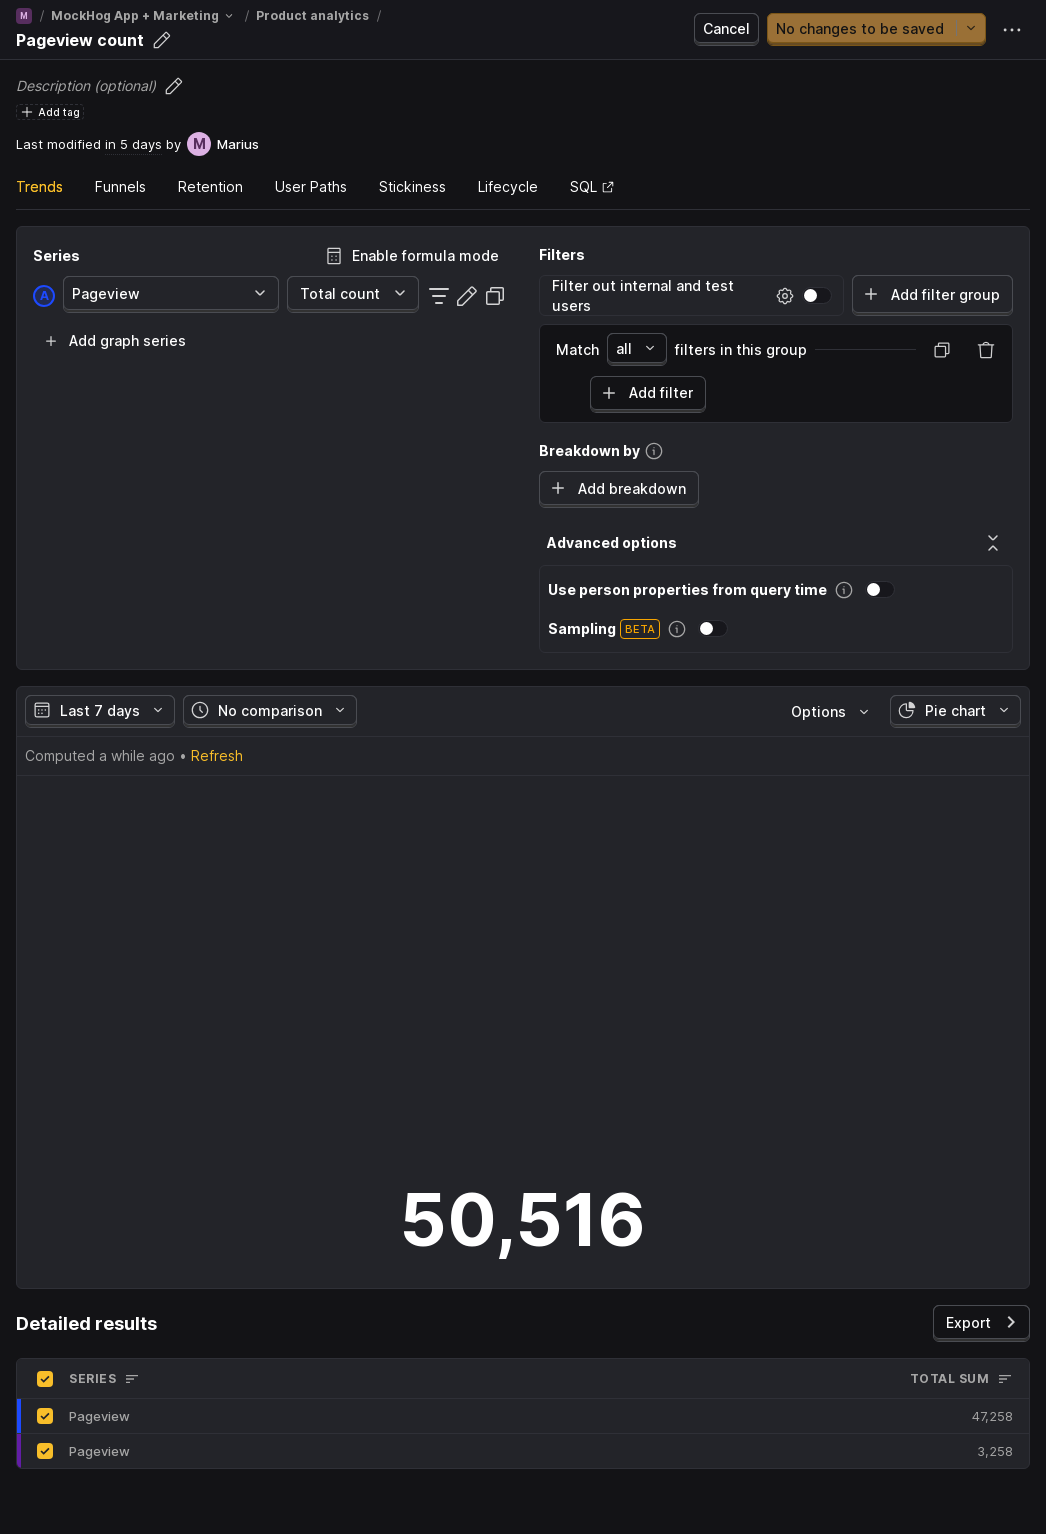 M / MockHog App + Marketing / Product analytics /
Pageview count
Cancel
No changes to be saved
Description (optional)
Add tag
Last modified in 5 days by M Marius
Trends
Funnels
Retention
User Paths
Stickiness
Lifecycle
SQL
Series
Enable formula mode
A
Pageview
Total count
Add graph series
Filters
Filter out internal and test
users
Add filter group
Match all filters in this group
Add filter
Breakdown by
Add breakdown
Advanced options
Use person properties from query time
Sampling BETA
Last 7 days
No comparison
Options
Pie chart
Computed a while ago • Refresh
50,516
Detailed results
Export
SERIES
TOTAL SUM
Pageview
47,258
Pageview
3,258